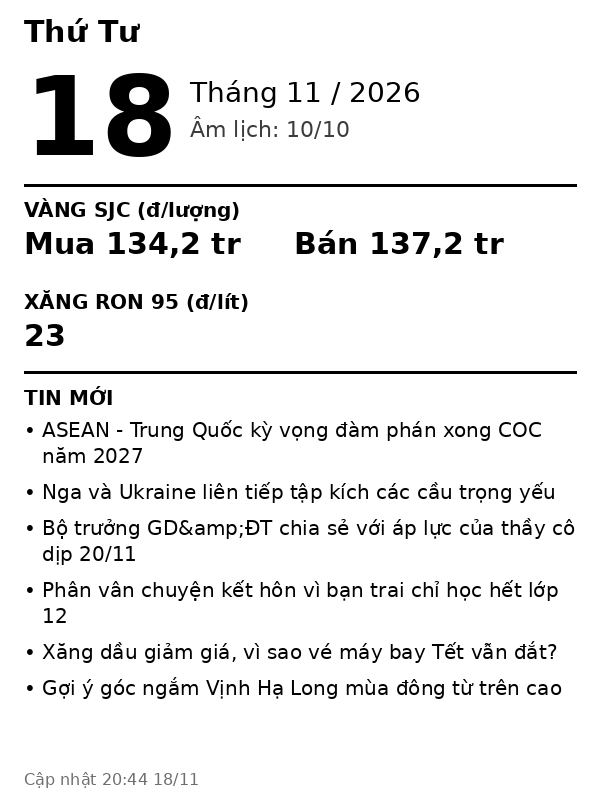 Thứ Tư
18
Tháng 11 / 2026
Âm lịch: 10/10
VÀNG SJC (đ/lượng)
Mua 134,2 tr Bán 137,2 tr
XĂNG RON 95 (đ/lít)
23
TIN MỚI
• ASEAN - Trung Quốc kỳ vọng đàm phán xong COC
năm 2027
• Nga và Ukraine liên tiếp tập kích các cầu trọng yếu
• Bộ trưởng GD&amp;ĐT chia sẻ với áp lực của thầy cô
dịp 20/11
• Phân vân chuyện kết hôn vì bạn trai chỉ học hết lớp
12
• Xăng dầu giảm giá, vì sao vé máy bay Tết vẫn đắt?
• Gợi ý góc ngắm Vịnh Hạ Long mùa đông từ trên cao
Cập nhật 20:44 18/11